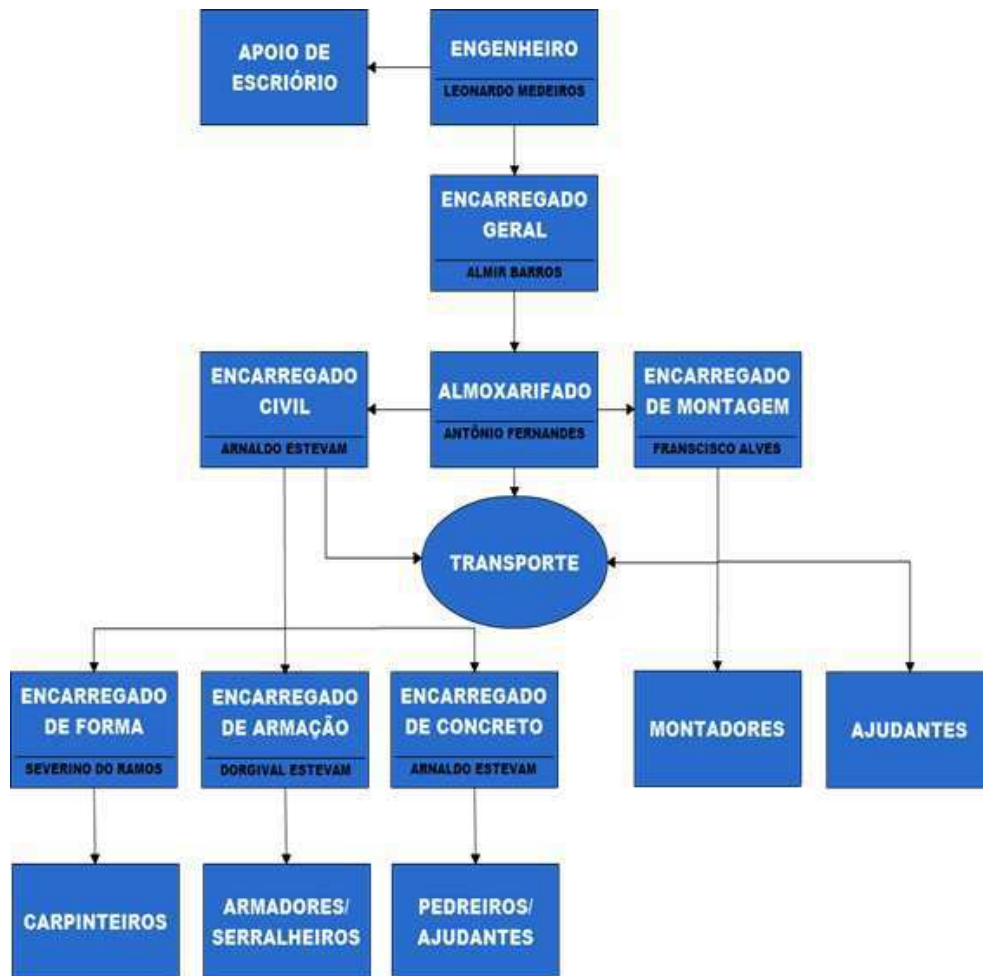 APOIO DE
ESCRIÓRIO
ENGENHEIRO
LEONARDO MEDEIROS
ENCARREGADO
GERAL
ALMIR BARROS
ENCARREGADO
CIVIL
ARNALDO ESTEVAM
ALMOXARIFADO
ANTÔNIO FERNANDES
ENCARREGADO
DE MONTAGEM
FRANSCISCO ALVES
TRANSPORTE
ENCARREGADO
DE FORMA
SEVERINO DO RAMOS
ENCARREGADO
DE ARMAÇÃO
DORGIVAL ESTEVAM
ENCARREGADO
DE CONCRETO
ARNALDO ESTEVAM
MONTADORES
AJUDANTES
CARPINTEIROS
ARMADORES/
SERRALHEIROS
PEDREIROS/
AJUDANTES